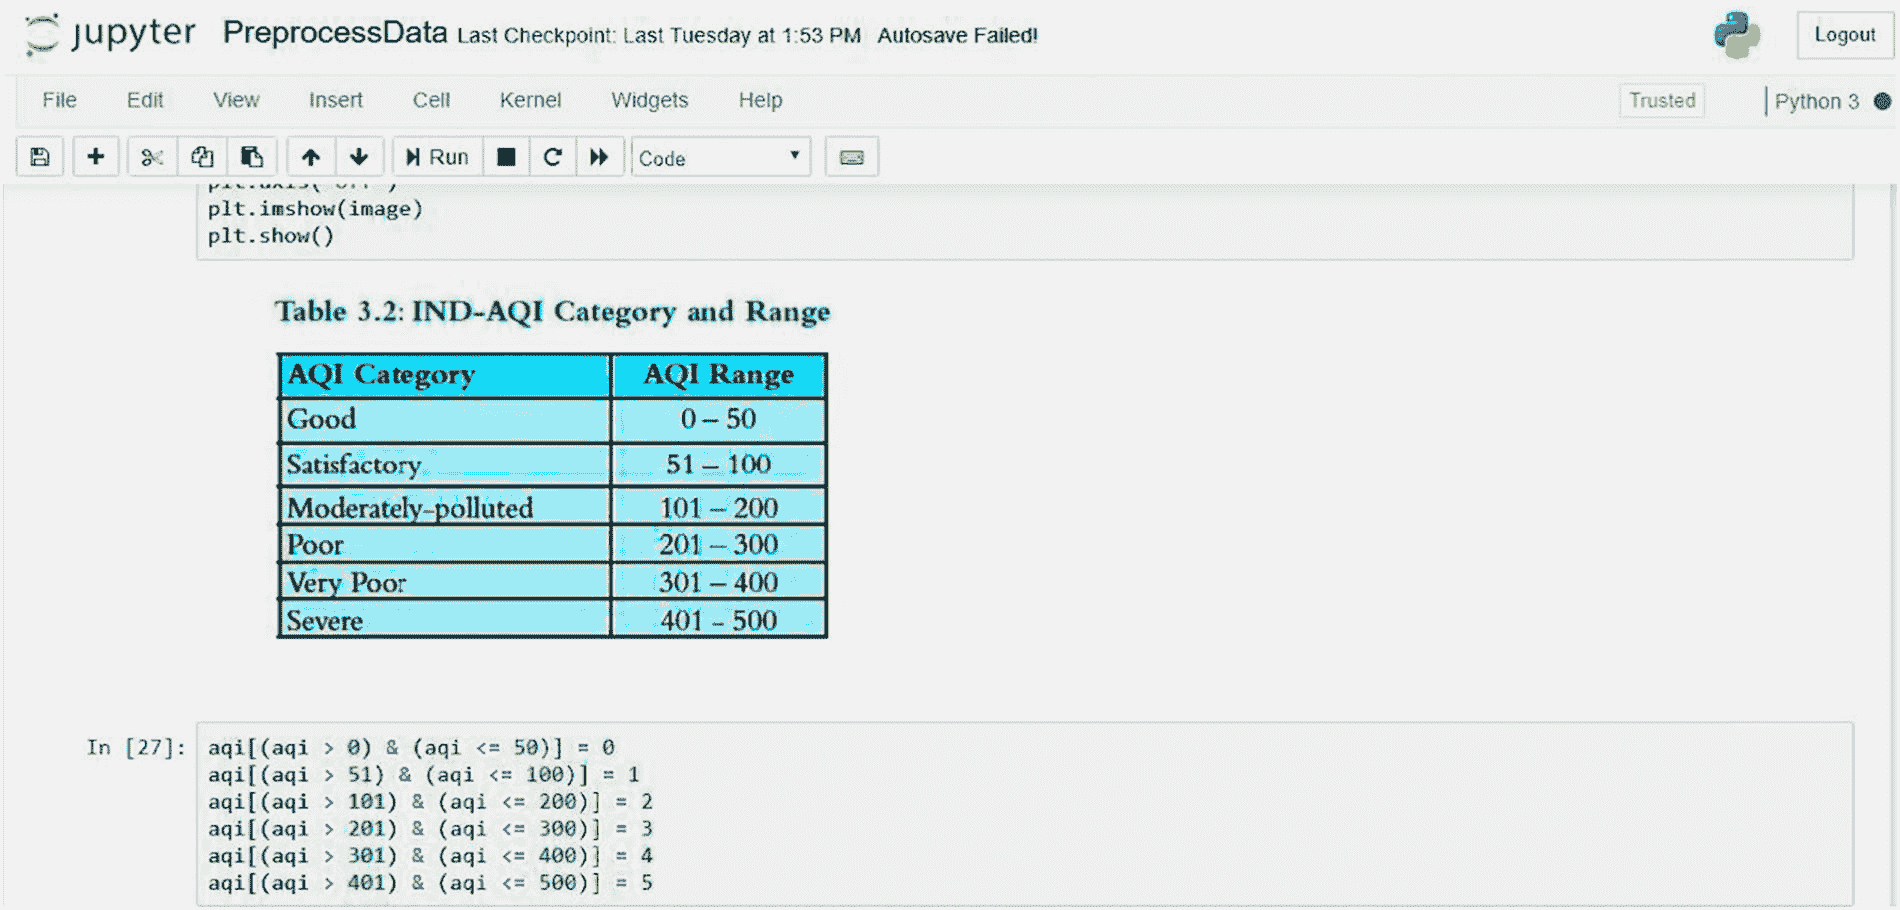 jupyter PreprocessData Last Checkpoint: Last Tuesday at 1:53 PM Autosave Failed! Logout
File Edit View Insert Cell Kernel Widgets Help Trusted Python 3
Run Code
plt.axis("off")
plt.imshow(image)
plt.show()
Table 3.2: IND-AQI Category and Range
AQI Category AQI Range
Good 0 – 50
Satisfactory 51 – 100
Moderately-polluted 101 – 200
Poor 201 – 300
Very Poor 301 – 400
Severe 401 – 500
In [27]: aqi[(aqi > 0) & (aqi <= 50)] = 0
aqi[(aqi > 51) & (aqi <= 100)] = 1
aqi[(aqi > 101) & (aqi <= 200)] = 2
aqi[(aqi > 201) & (aqi <= 300)] = 3
aqi[(aqi > 301) & (aqi <= 400)] = 4
aqi[(aqi > 401) & (aqi <= 500)] = 5